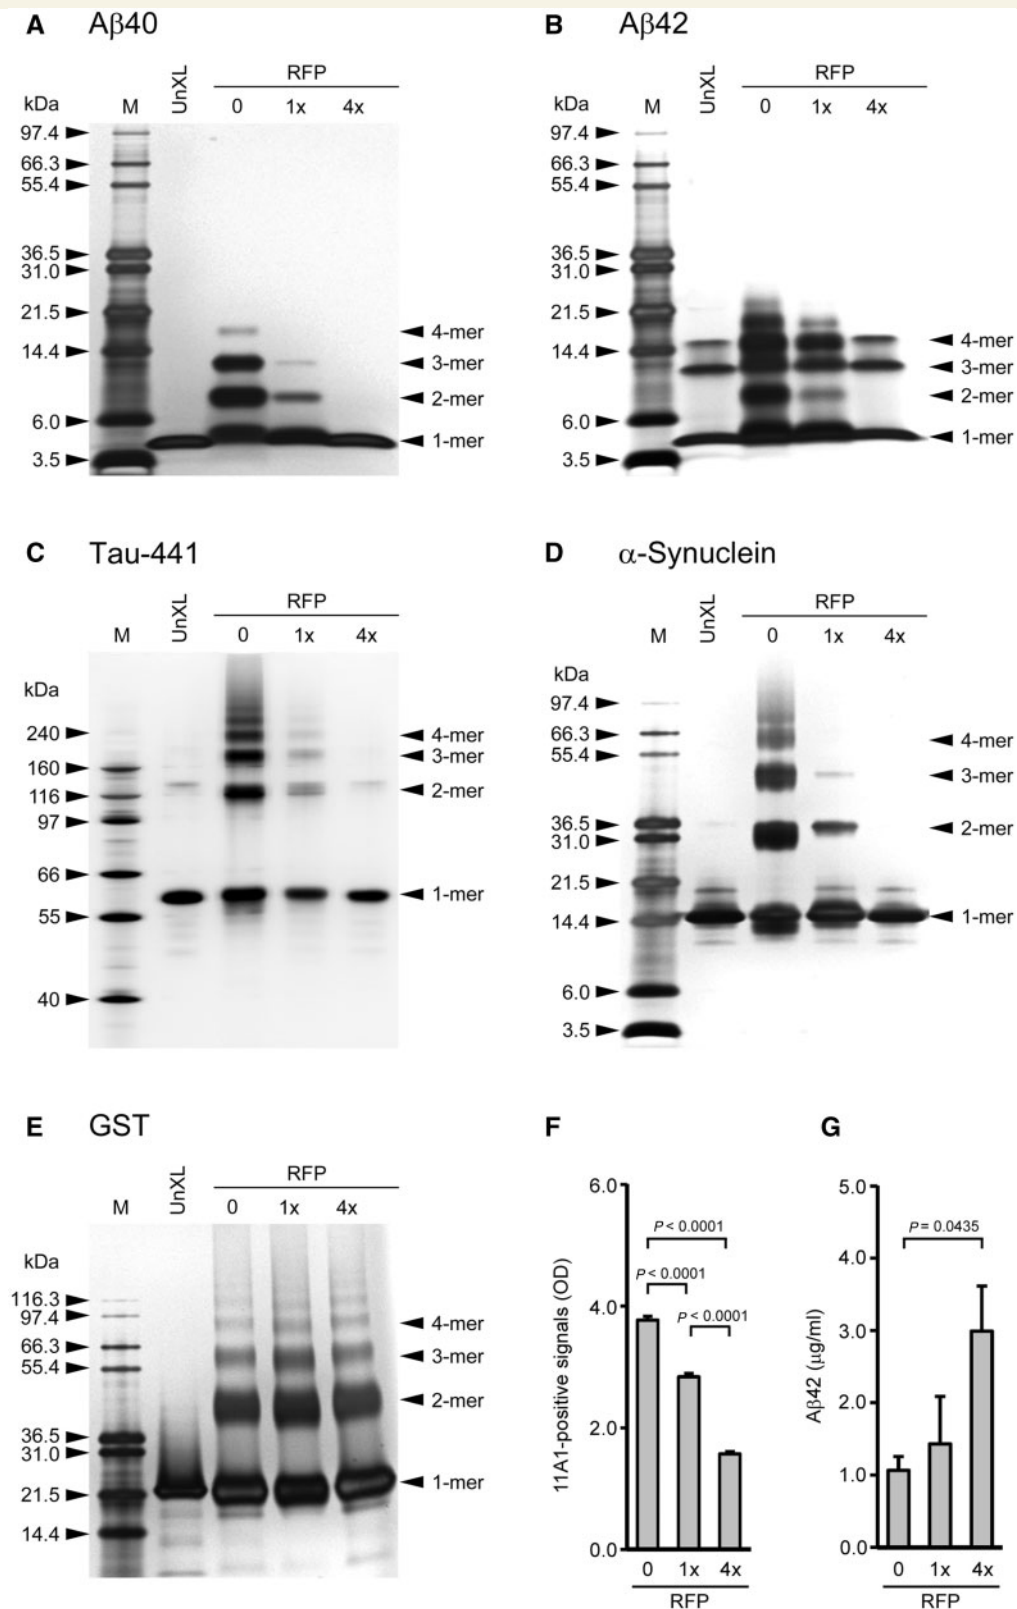 A Aβ40
UnXL
RFP
kDa M 0 1x 4x
97.4
66.3
55.4
36.5
31.0
21.5
4-mer
14.4
3-mer
2-mer
6.0
1-mer
3.5
B Aβ42
UnXL
RFP
kDa M 0 1x 4x
97.4
66.3
55.4
36.5
31.0
21.5
4-mer
14.4
3-mer
2-mer
6.0
1-mer
3.5
C Tau-441
UnXL
RFP
M 0 1x 4x
kDa
240
4-mer
3-mer
160
2-mer
116
97
66
1-mer
55
40
D α-Synuclein
UnXL
RFP
M 0 1x 4x
kDa
97.4
66.3
4-mer
55.4
3-mer
36.5
2-mer
31.0
21.5
1-mer
14.4
6.0
3.5
E GST
UnXL
RFP
M 0 1x 4x
kDa
116.3
97.4
4-mer
66.3
3-mer
55.4
2-mer
36.5
31.0
1-mer
21.5
14.4
F
11A1-positive signals (OD)
6.0
P < 0.0001
P < 0.0001
4.0
P < 0.0001
2.0
0.0
0 1x 4x
RFP
G
Aβ42 (μg/ml)
5.0
P = 0.0435
4.0
3.0
2.0
1.0
0.0
0 1x 4x
RFP